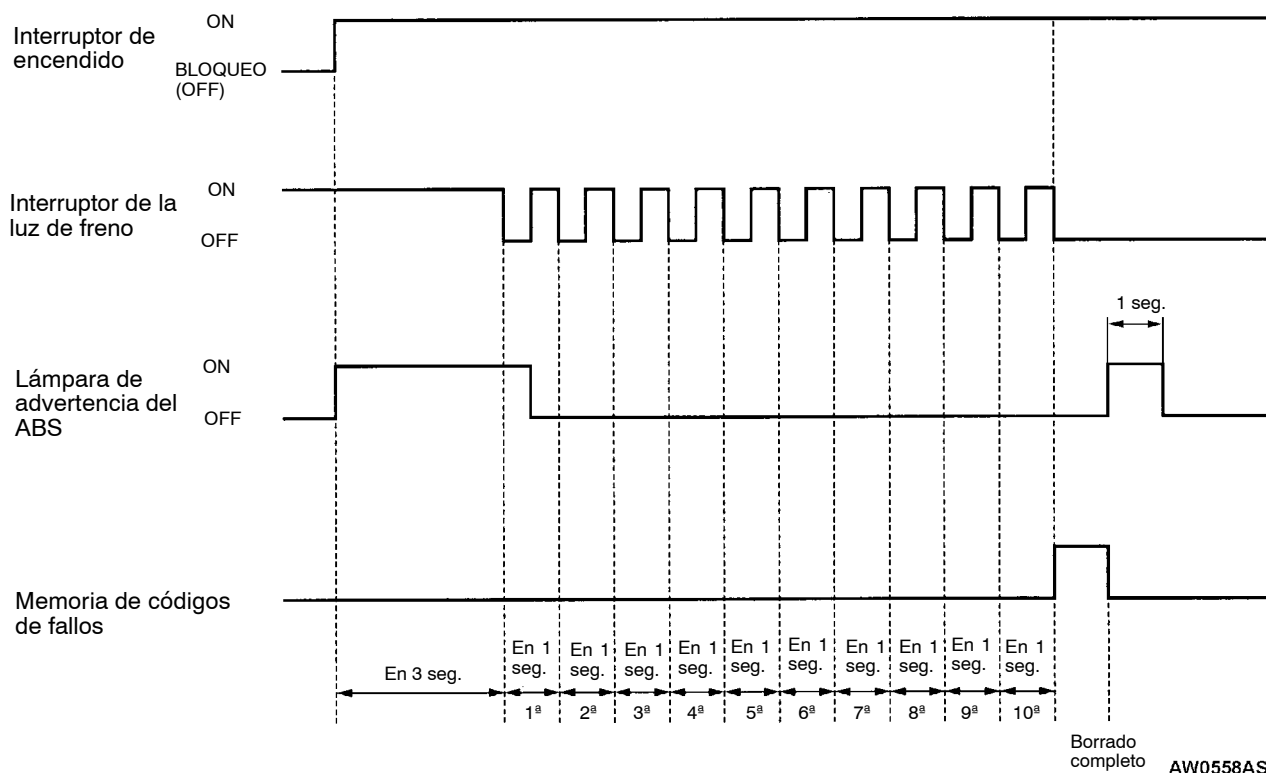 Interruptor de
encendido
ON
BLOQUEO
(OFF)
Interruptor de la
luz de freno
ON
OFF
1 seg.
Lámpara de
advertencia del
ABS
ON
OFF
Memoria de códigos
de fallos
En 3 seg.
En 1
seg.
En 1
seg.
En 1
seg.
En 1
seg.
En 1
seg.
En 1
seg.
En 1
seg.
En 1
seg.
En 1
seg.
En 1
seg.
1ª 2ª 3ª 4ª 5ª 6ª 7ª 8ª 9ª 10ª
Borrado
completo
AW0558AS